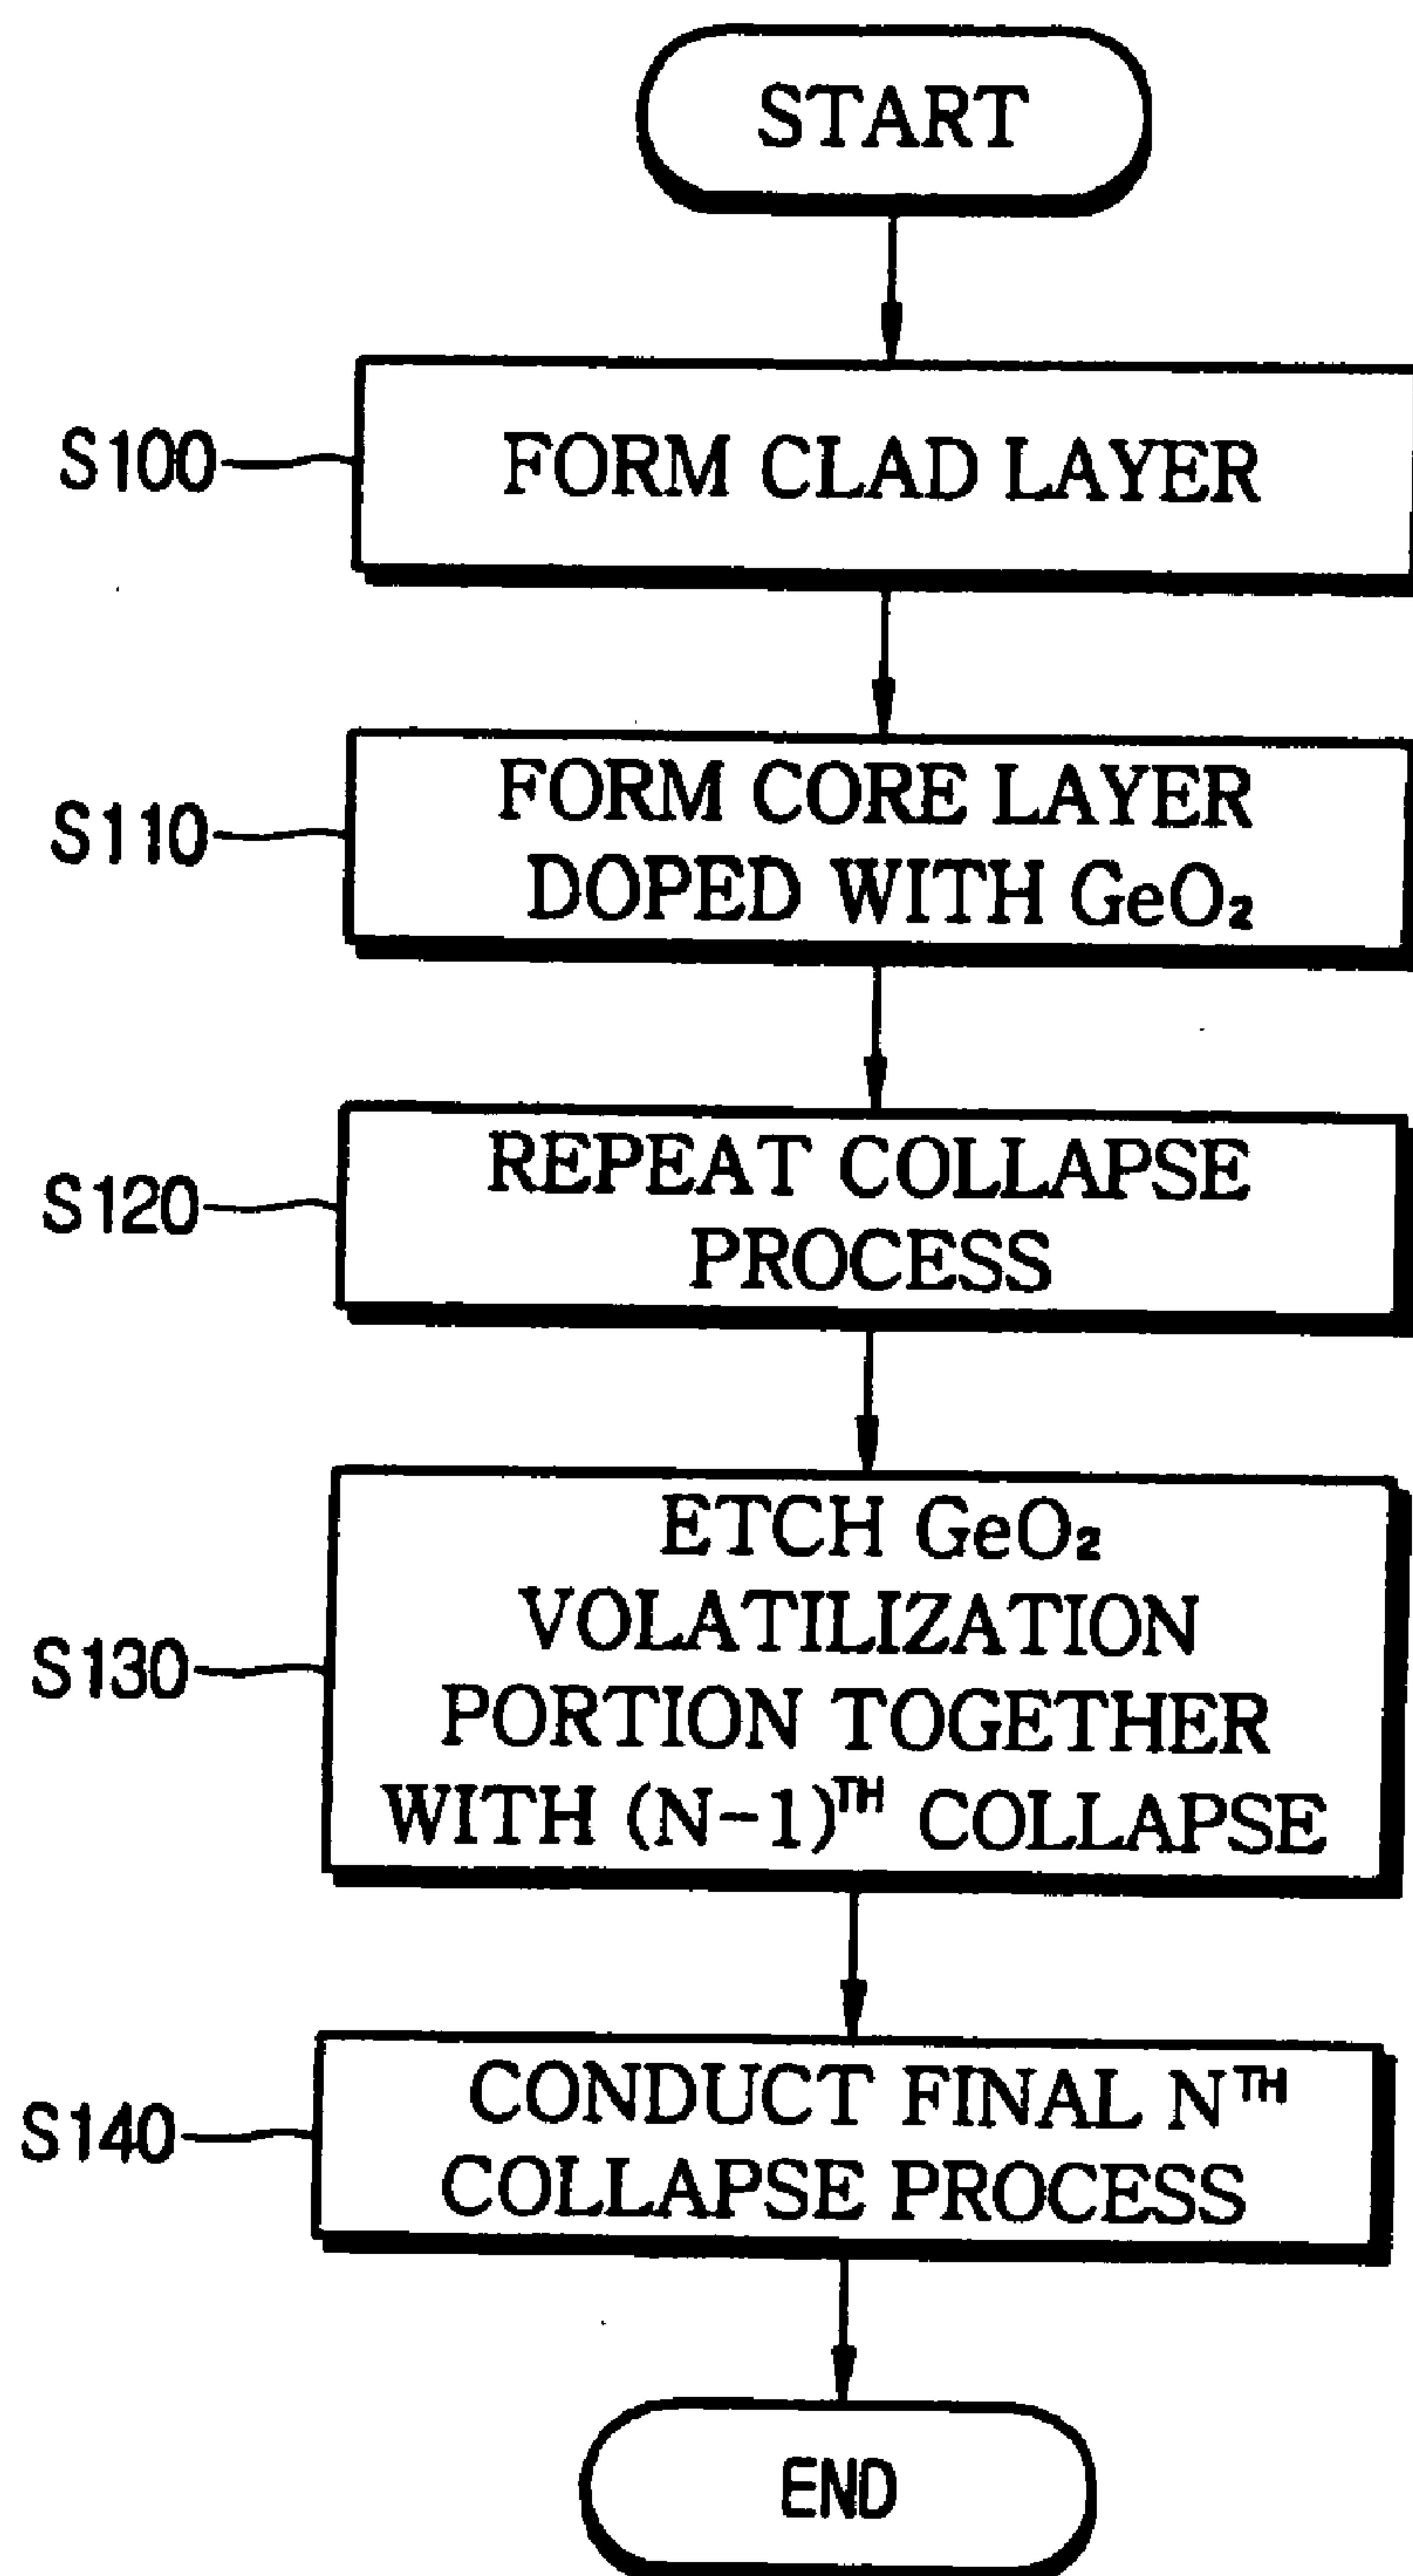 START
S100
FORM CLAD LAYER
S110
FORM CORE LAYER
DOPED WITH GeO₂
S120
REPEAT COLLAPSE
PROCESS
S130
ETCH GeO₂
VOLATILIZATION
PORTION TOGETHER
WITH (N-1)ᵀᴴ COLLAPSE
S140
CONDUCT FINAL Nᵀᴴ
COLLAPSE PROCESS
END